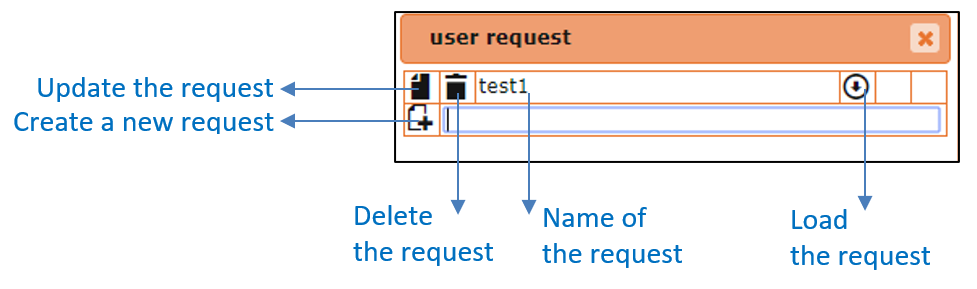 user request
Update the request
test1
Create a new request
Delete
the request
Name of
the request
Load
the request